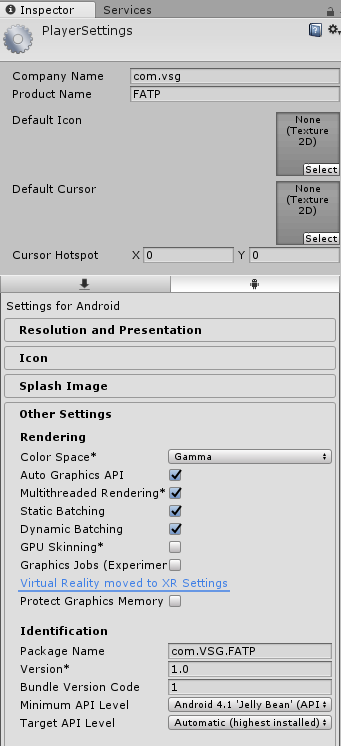 Inspector Services
PlayerSettings
Company Name com.vsg
Product Name FATP
Default Icon None
(Texture
2D)
Select
Default Cursor None
(Texture
2D)
Select
Cursor Hotspot X 0 Y 0
Settings for Android
Resolution and Presentation
Icon
Splash Image
Other Settings
Rendering
Color Space* Gamma
Auto Graphics API
Multithreaded Rendering*
Static Batching
Dynamic Batching
GPU Skinning*
Graphics Jobs (Experimer
Virtual Reality moved to XR Settings
Protect Graphics Memory
Identification
Package Name com.VSG.FATP
Version* 1.0
Bundle Version Code 1
Minimum API Level Android 4.1 'Jelly Bean' (API
Target API Level Automatic (highest installed)